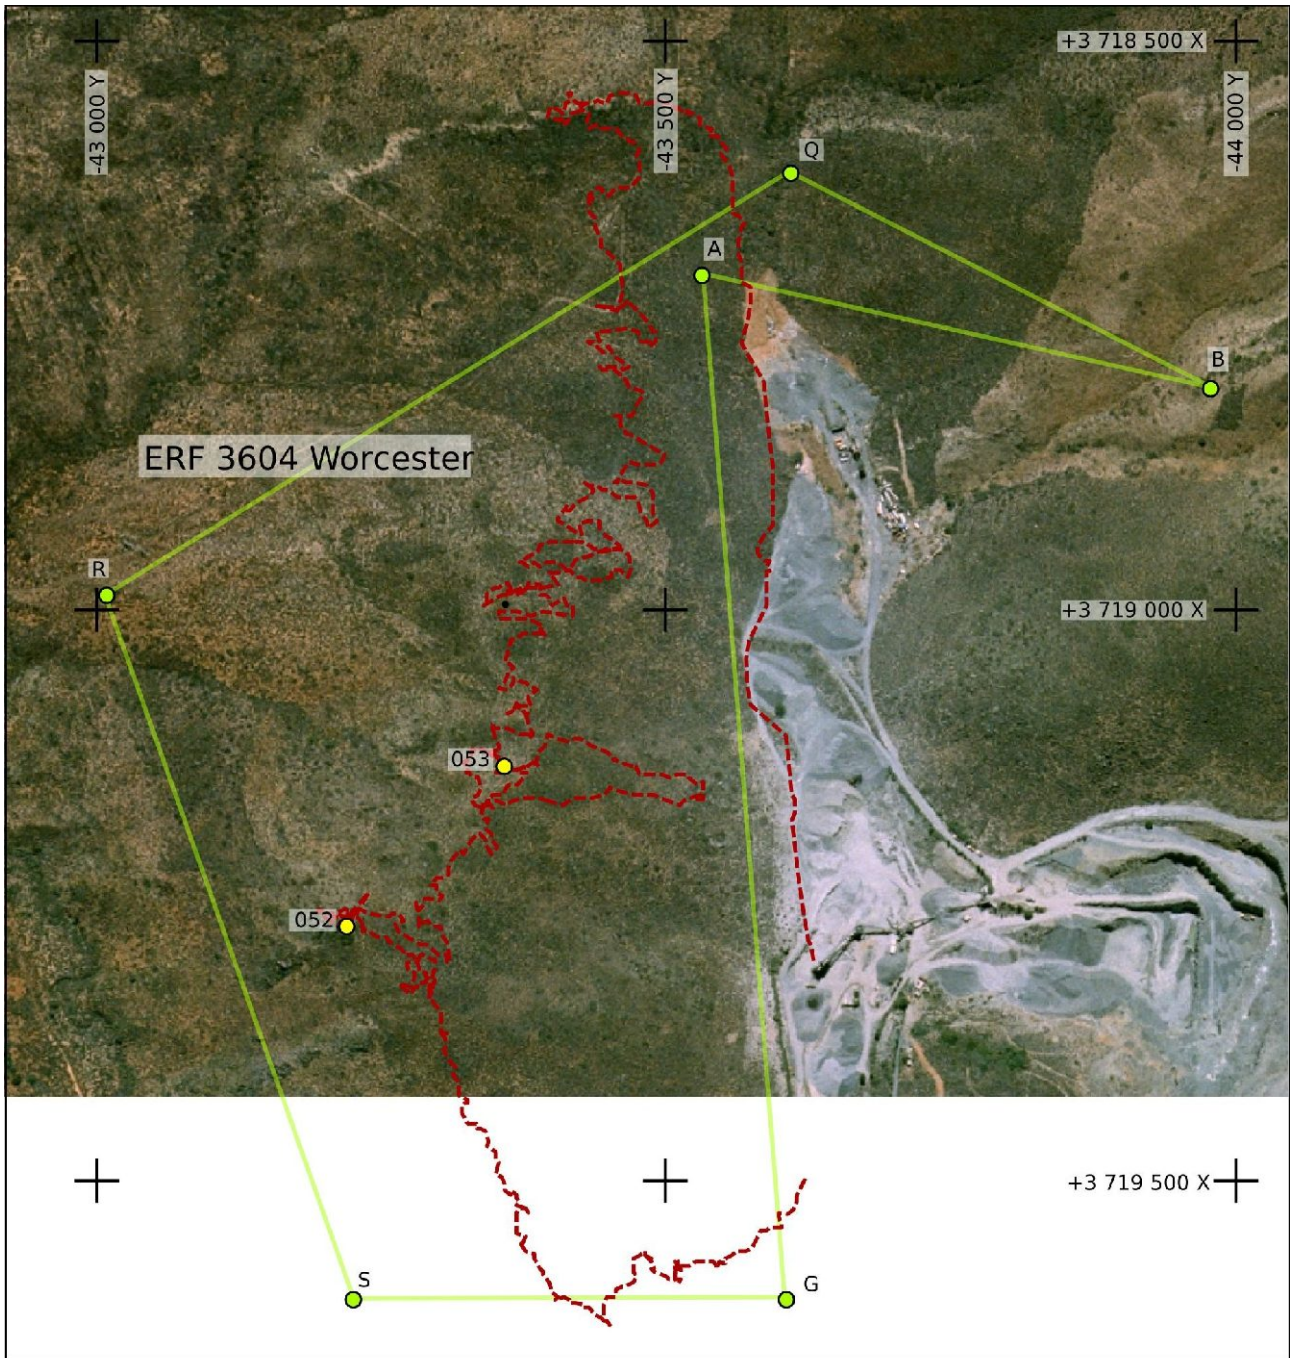 +3 718 500 X
-43 000 Y
-43 500 Y
-44 000 Y
Q
A
B
ERF 3604 Worcester
R
+3 719 000 X
053
052
+3 719 500 X
S
G